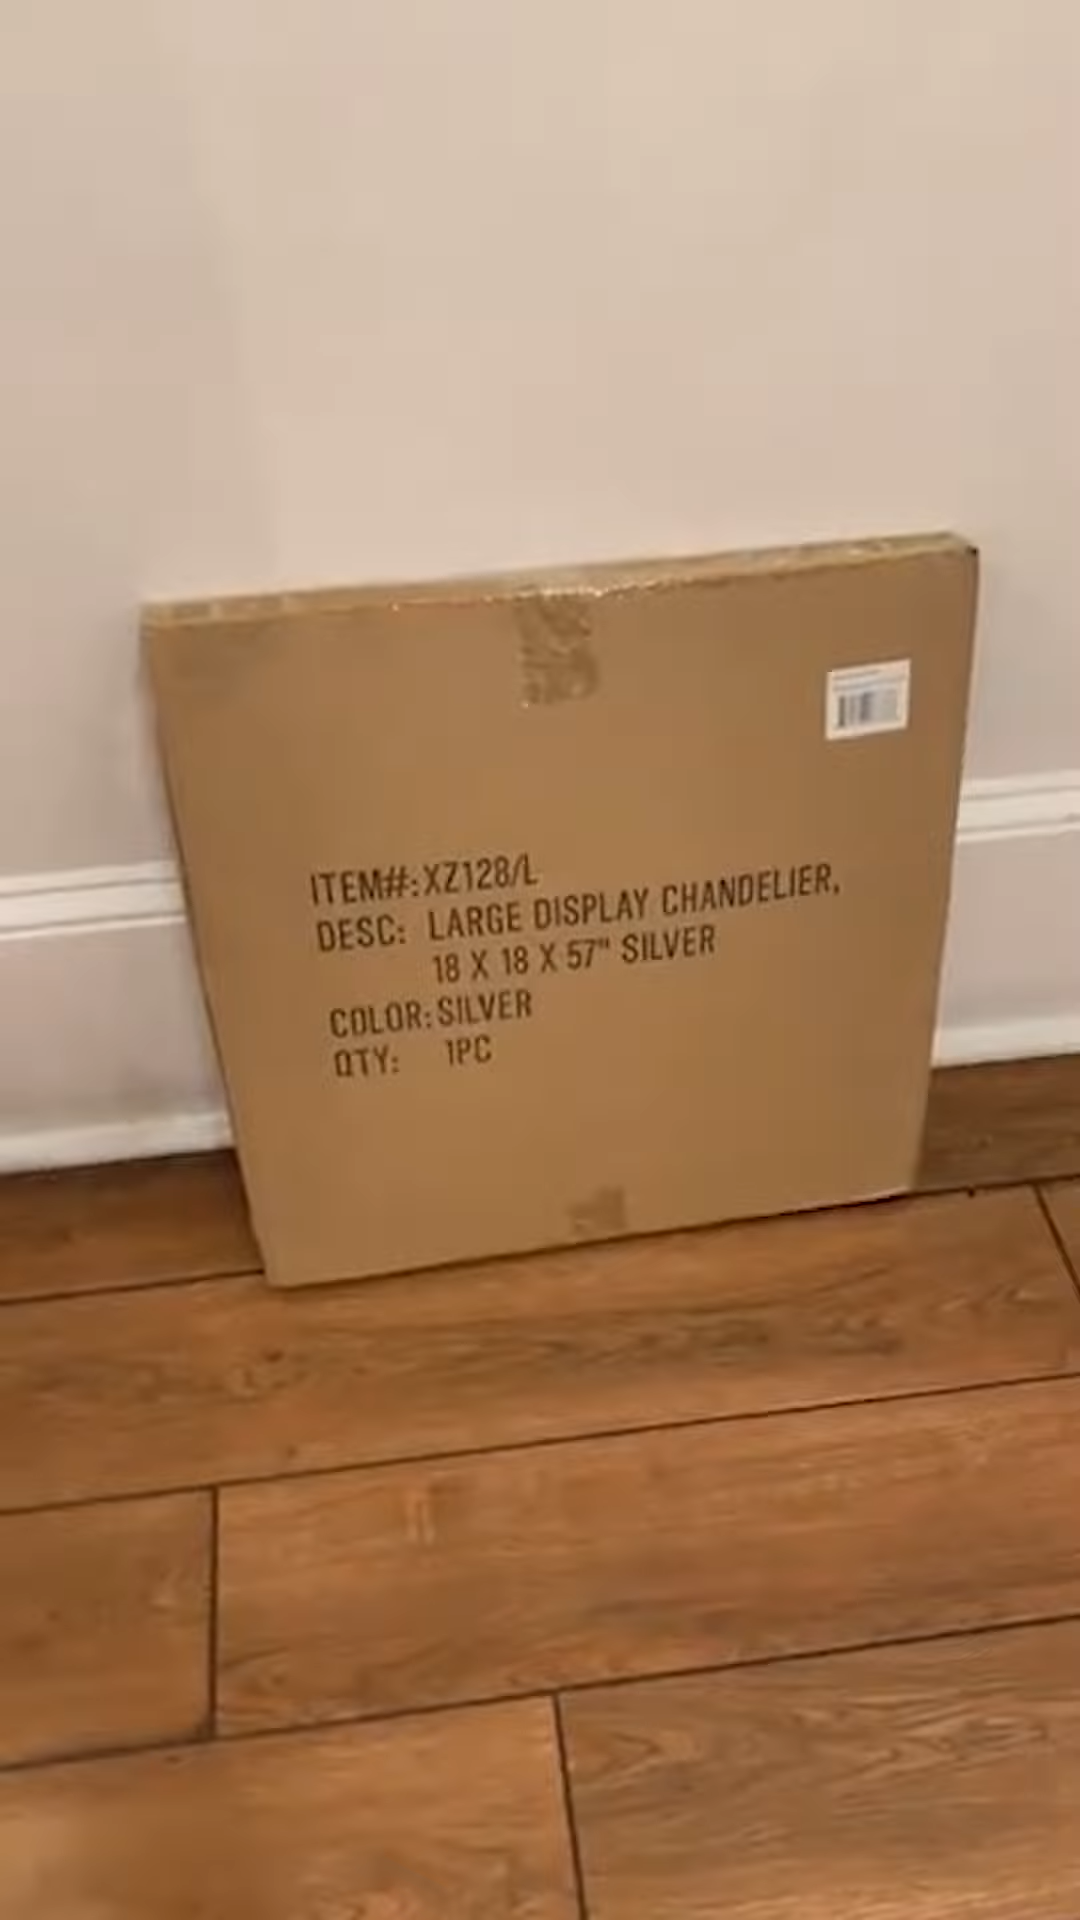 ITEM#:XZ128/L
DESC: LARGE DISPLAY CHANDELIER,
18 X 18 X 57" SILVER
COLOR:SILVER
QTY: 1PC